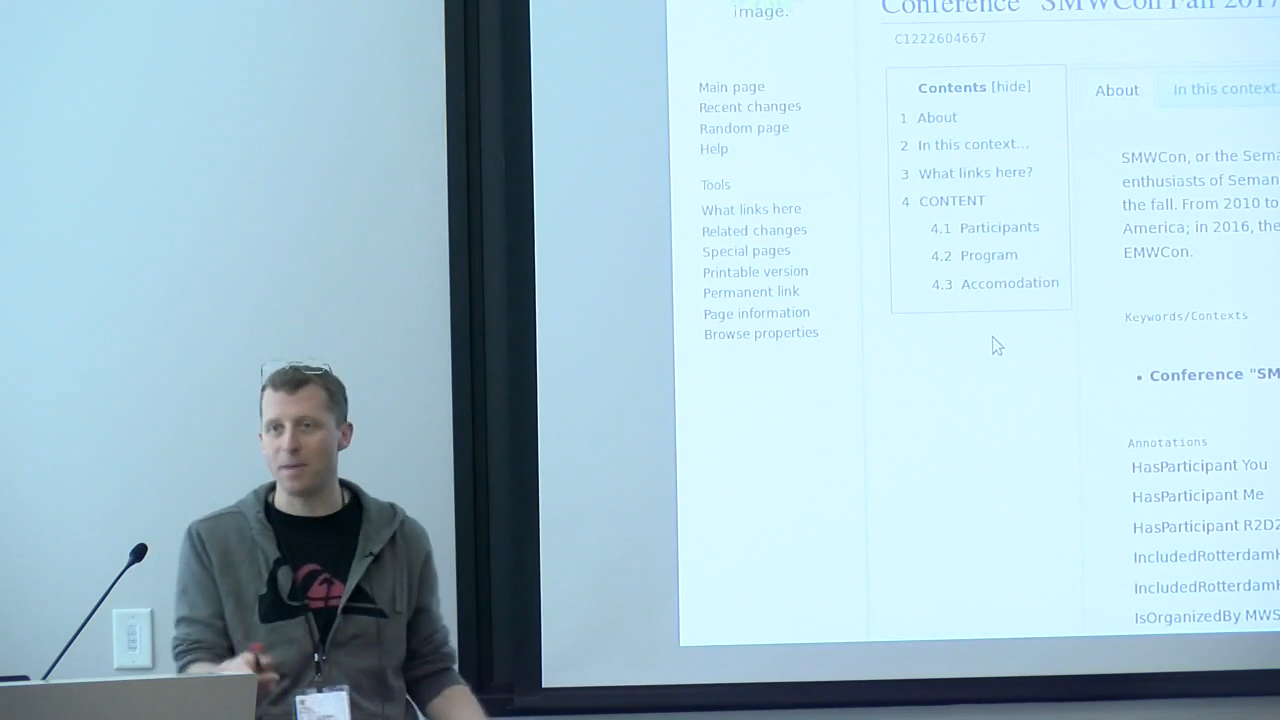 image.
Conference "SMWCon Fall 2017
C1222604667
Main page
Recent changes
Random page
Help
Tools
What links here
Related changes
Special pages
Printable version
Permanent link
Page information
Browse properties
Contents [hide]
1 About
2 In this context...
3 What links here?
4 CONTENT
4.1 Participants
4.2 Program
4.3 Accomodation
About
In this context.
SMWCon, or the Sema
enthusiasts of Seman
the fall. From 2010 to
America; in 2016, the
EMWCon.
Keywords/Contexts
• Conference "SM
Annotations
HasParticipant You
HasParticipant Me
HasParticipant R2D2
IncludedRotterdamH
IncludedRotterdamH
IsOrganizedBy MWS